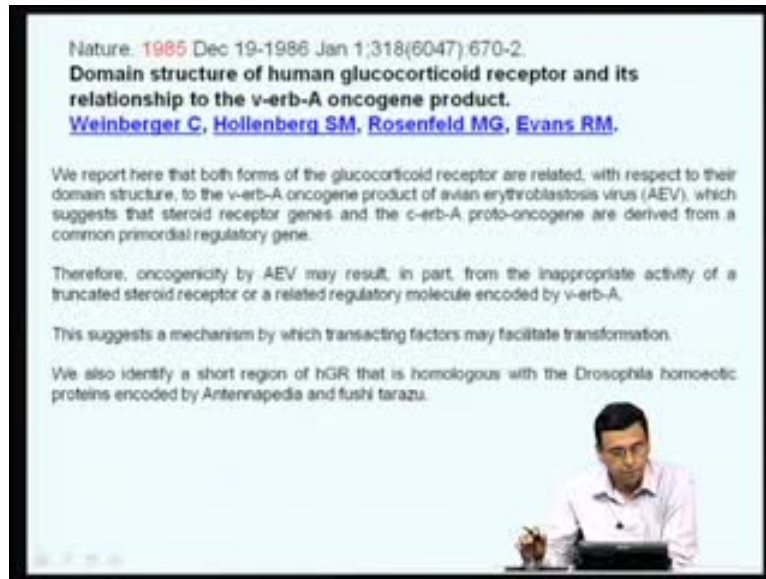 Nature. 1985 Dec 19-1986 Jan 1;318(6047):670-2.
Domain structure of human glucocorticoid receptor and its
relationship to the v-erb-A oncogene product.
Weinberger C, Hollenberg SM, Rosenfeld MG, Evans RM.
We report here that both forms of the glucocorticoid receptor are related, with respect to their
domain structure, to the v-erb-A oncogene product of avian erythroblastosis virus (AEV), which
suggests that steroid receptor genes and the c-erb-A proto-oncogene are derived from a
common primordial regulatory gene.
Therefore, oncogenicity by AEV may result, in part, from the inappropriate activity of a
truncated steroid receptor or a related regulatory molecule encoded by v-erb-A.
This suggests a mechanism by which transacting factors may facilitate transformation.
We also identify a short region of hGR that is homologous with the Drosophila homoeotic
proteins encoded by Antennapedia and fushi tarazu.